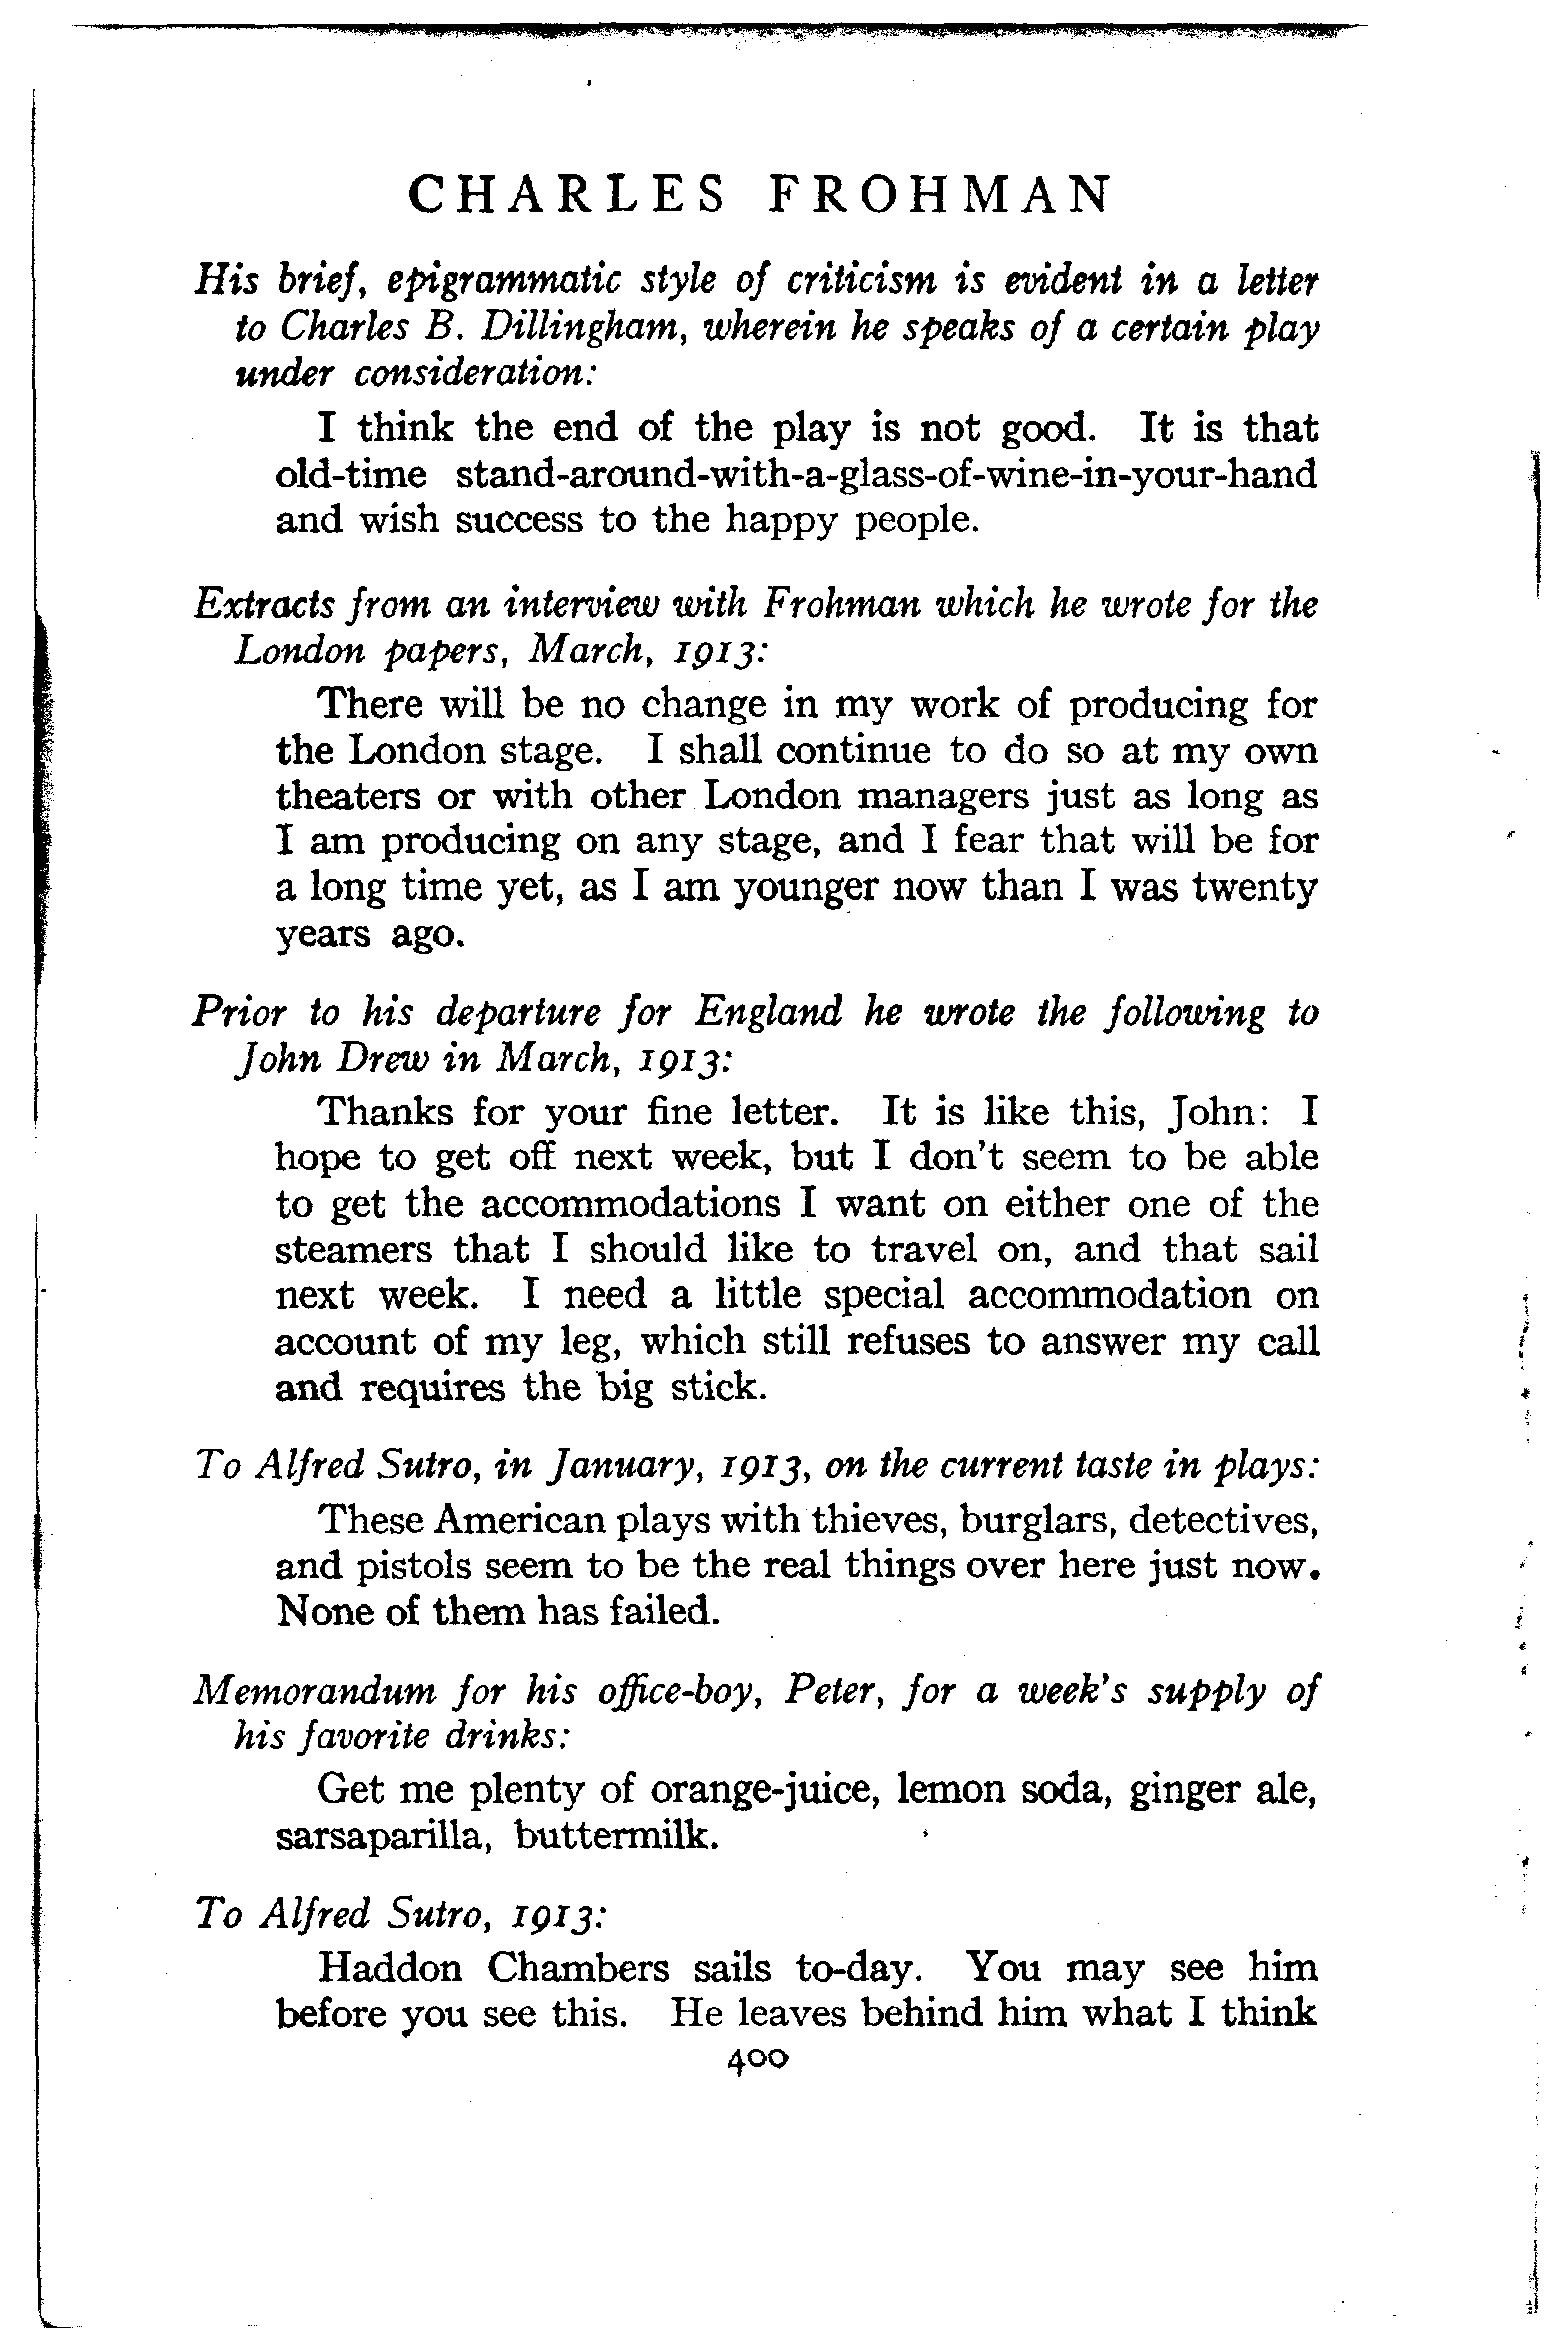 CHARLES FROHMAN
His brief, epigrammatic style of criticism is evident in a letter
to Charles B. Dillingham, wherein he speaks of a certain play
under consideration:
I think the end of the play is not good. It is that
old-time stand-around-with-a-glass-of-wine-in-your-hand
and wish success to the happy people.
Extracts from an interview with Frohman which he wrote for the
London papers, March, 1913:
There will be no change in my work of producing for
the London stage. I shall continue to do so at my own
theaters or with other London managers just as long as
I am producing on any stage, and I fear that will be for
a long time yet, as I am younger now than I was twenty
years ago.
Prior to his departure for England he wrote the following to
John Drew in March, 1913:
Thanks for your fine letter. It is like this, John: I
hope to get off next week, but I don't seem to be able
to get the accommodations I want on either one of the
steamers that I should like to travel on, and that sail
next week. I need a little special accommodation on
account of my leg, which still refuses to answer my call
and requires the big stick.
To Alfred Sutro, in January, 1913, on the current taste in plays:
These American plays with thieves, burglars, detectives,
and pistols seem to be the real things over here just now.
None of them has failed.
Memorandum for his office-boy, Peter, for a week's supply of
his favorite drinks:
Get me plenty of orange-juice, lemon soda, ginger ale,
sarsaparilla, buttermilk.
To Alfred Sutro, 1913:
Haddon Chambers sails to-day. You may see him
before you see this. He leaves behind him what I think
400